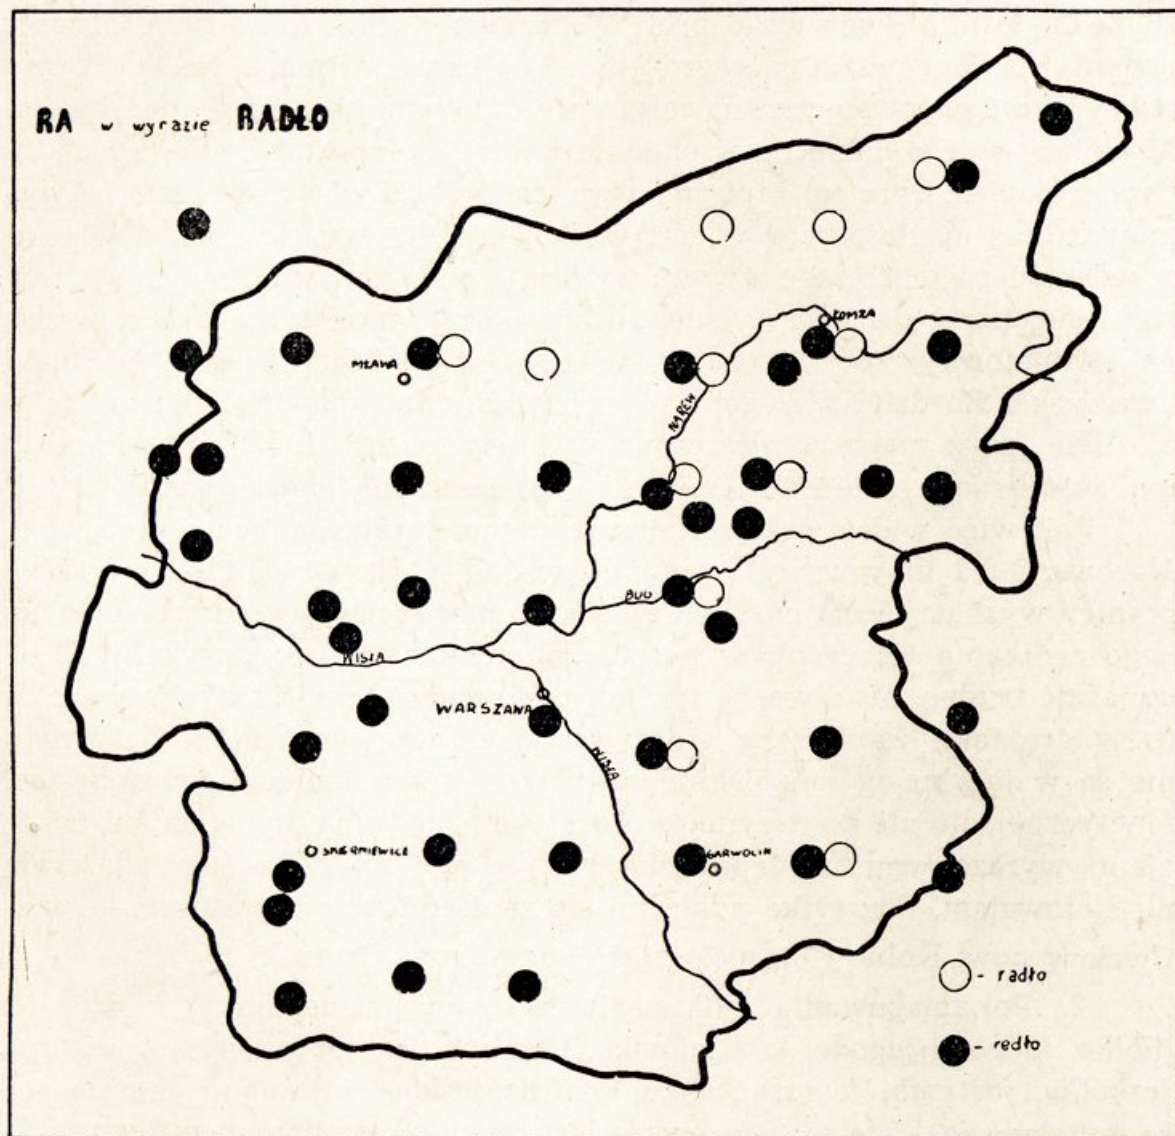 RA w wyrazie RADŁO
ŁOMŻA
MŁAWA
NAREW
BUG
WISŁA
WARSZAWA
WISŁA
SKIERNIEWICE
GARWOLIN
- radło
- redło